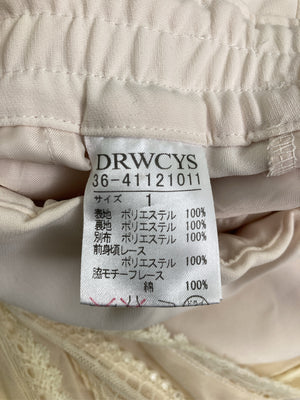 DRWCYS
36-41121011
サイズ 1
表地 ポリエステル 100%
裏地 ポリエステル 100%
別布 ポリエステル 100%
前身頃レース
ポリエステル 100%
脇モチーフレース
綿 100%